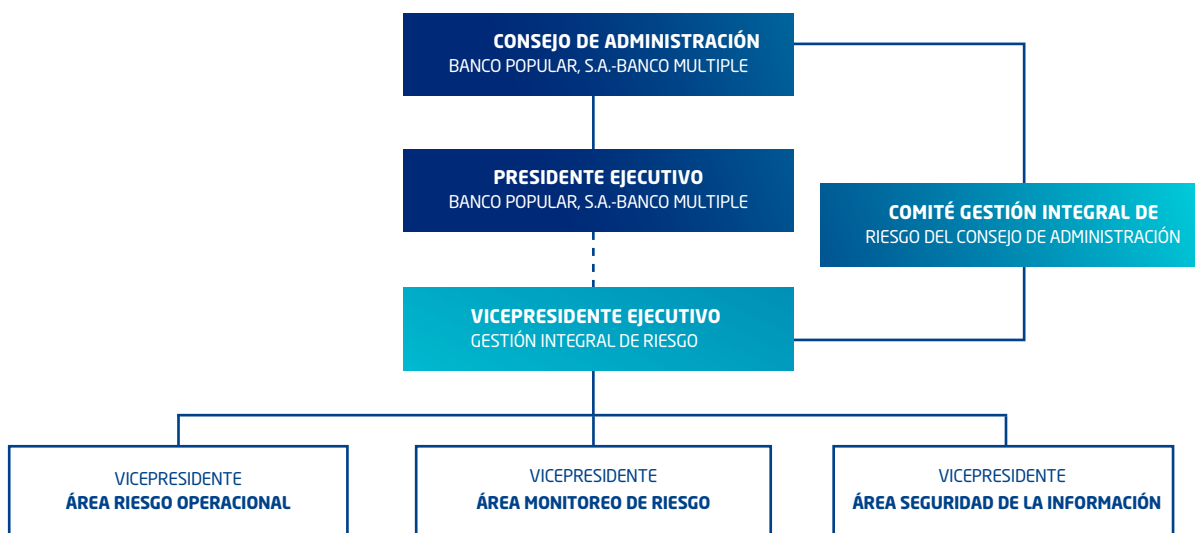 CONSEJO DE ADMINISTRACIÓN
BANCO POPULAR, S.A.-BANCO MULTIPLE
PRESIDENTE EJECUTIVO
BANCO POPULAR, S.A.-BANCO MULTIPLE
COMITÉ GESTIÓN INTEGRAL DE
RIESGO DEL CONSEJO DE ADMINISTRACIÓN
VICEPRESIDENTE EJECUTIVO
GESTIÓN INTEGRAL DE RIESGO
VICEPRESIDENTE
ÁREA RIESGO OPERACIONAL
VICEPRESIDENTE
ÁREA MONITOREO DE RIESGO
VICEPRESIDENTE
ÁREA SEGURIDAD DE LA INFORMACIÓN